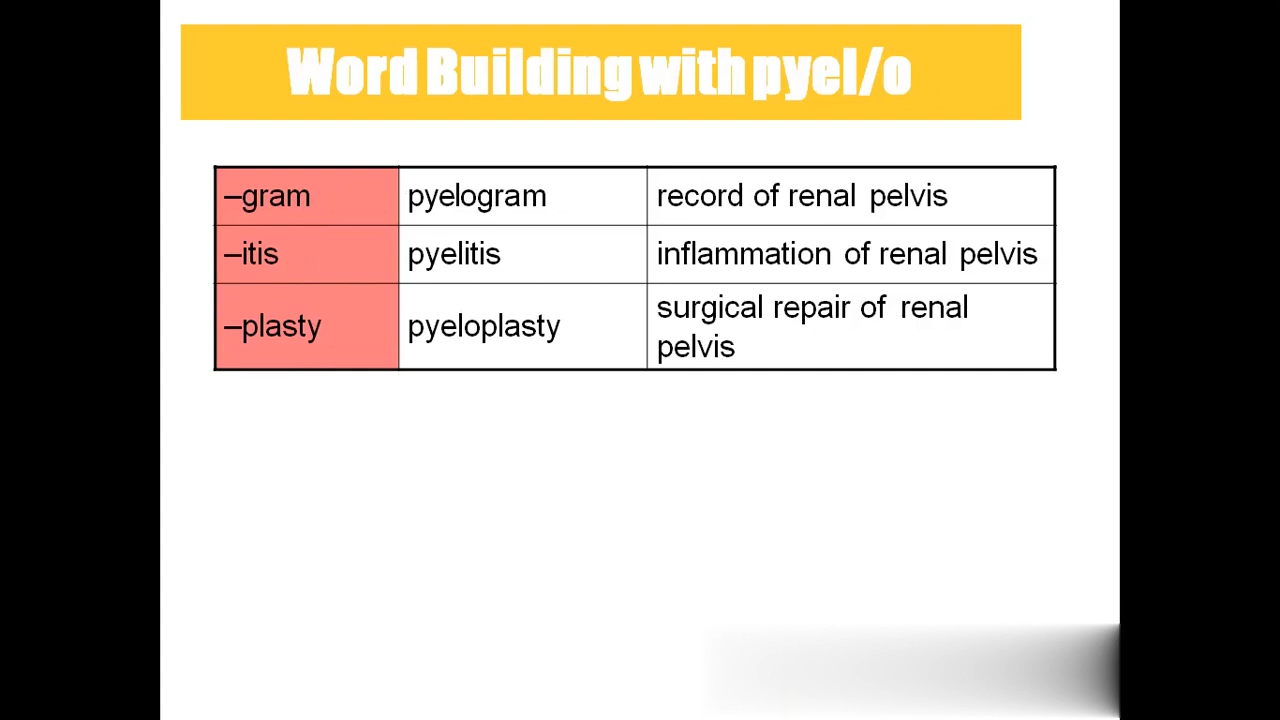 Word Building with pyel/o
–gram pyelogram record of renal pelvis
–itis pyelitis inflammation of renal pelvis
–plasty pyeloplasty surgical repair of renal
pelvis